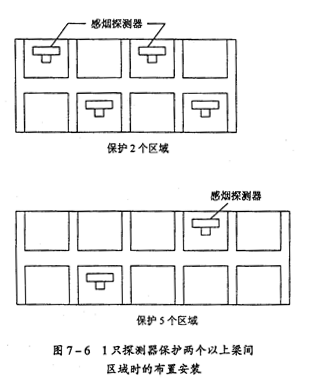 感烟探测器
保护2个区域
感烟探测器
保护5个区域
图7-6 1只探测器保护两个以上梁间
区域时的布置安装